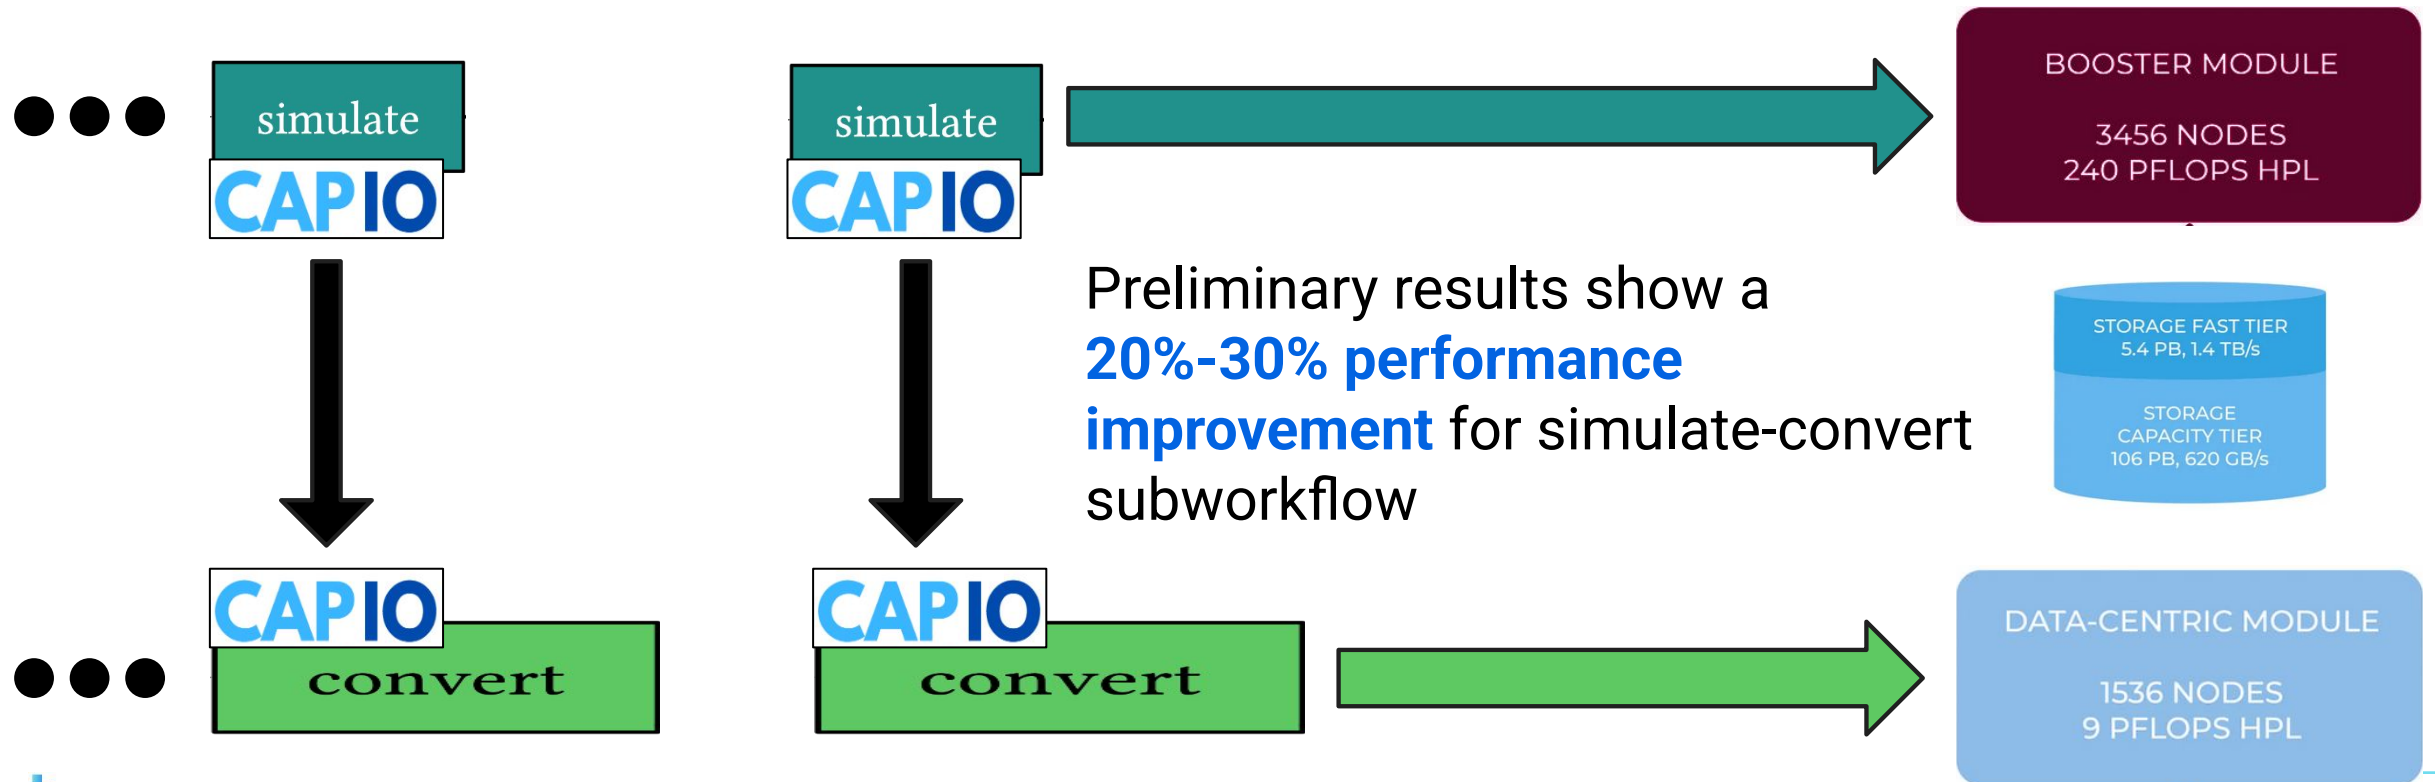 simulate
CAPIO
simulate
CAPIO
BOOSTER MODULE
3456 NODES
240 PFLOPS HPL
Preliminary results show a
20%-30% performance
improvement for simulate-convert
subworkflow
STORAGE FAST TIER
5.4 PB, 1.4 TB/s
STORAGE
CAPACITY TIER
106 PB, 620 GB/s
CAPIO
convert
CAPIO
convert
DATA-CENTRIC MODULE
1536 NODES
9 PFLOPS HPL